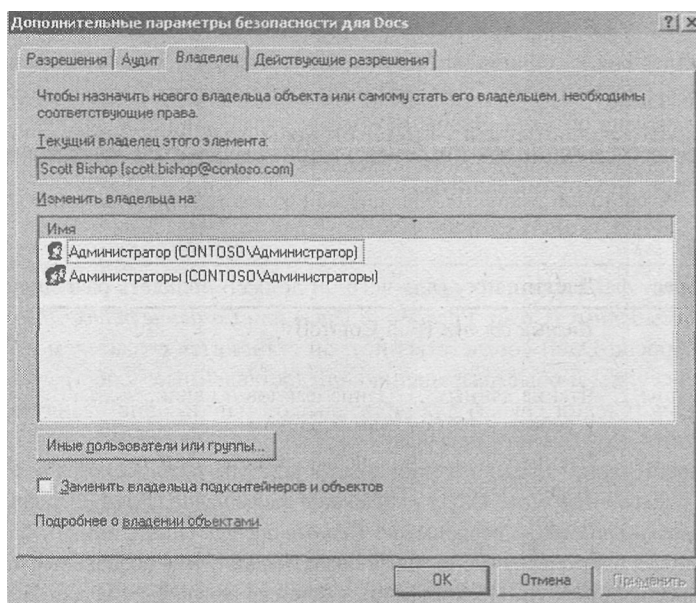 Дополнительные параметры безопасности для Docs
Разрешения
Аудит
Владелец
Действующие разрешения
Чтобы назначить нового владельца объекта или самому стать его владельцем, необходимы
соответствующие права.
Текущий владелец этого элемента:
Scott Bishop (scott.bishop@contoso.com)
Изменить владельца на:
Имя
Администратор (CONTOSO\Администратор)
Администраторы (CONTOSO\Администраторы)
Иные пользователи или группы...
Заменить владельца подконтейнеров и объектов
Подробнее о владении объектами.
OK
Отмена
Применить